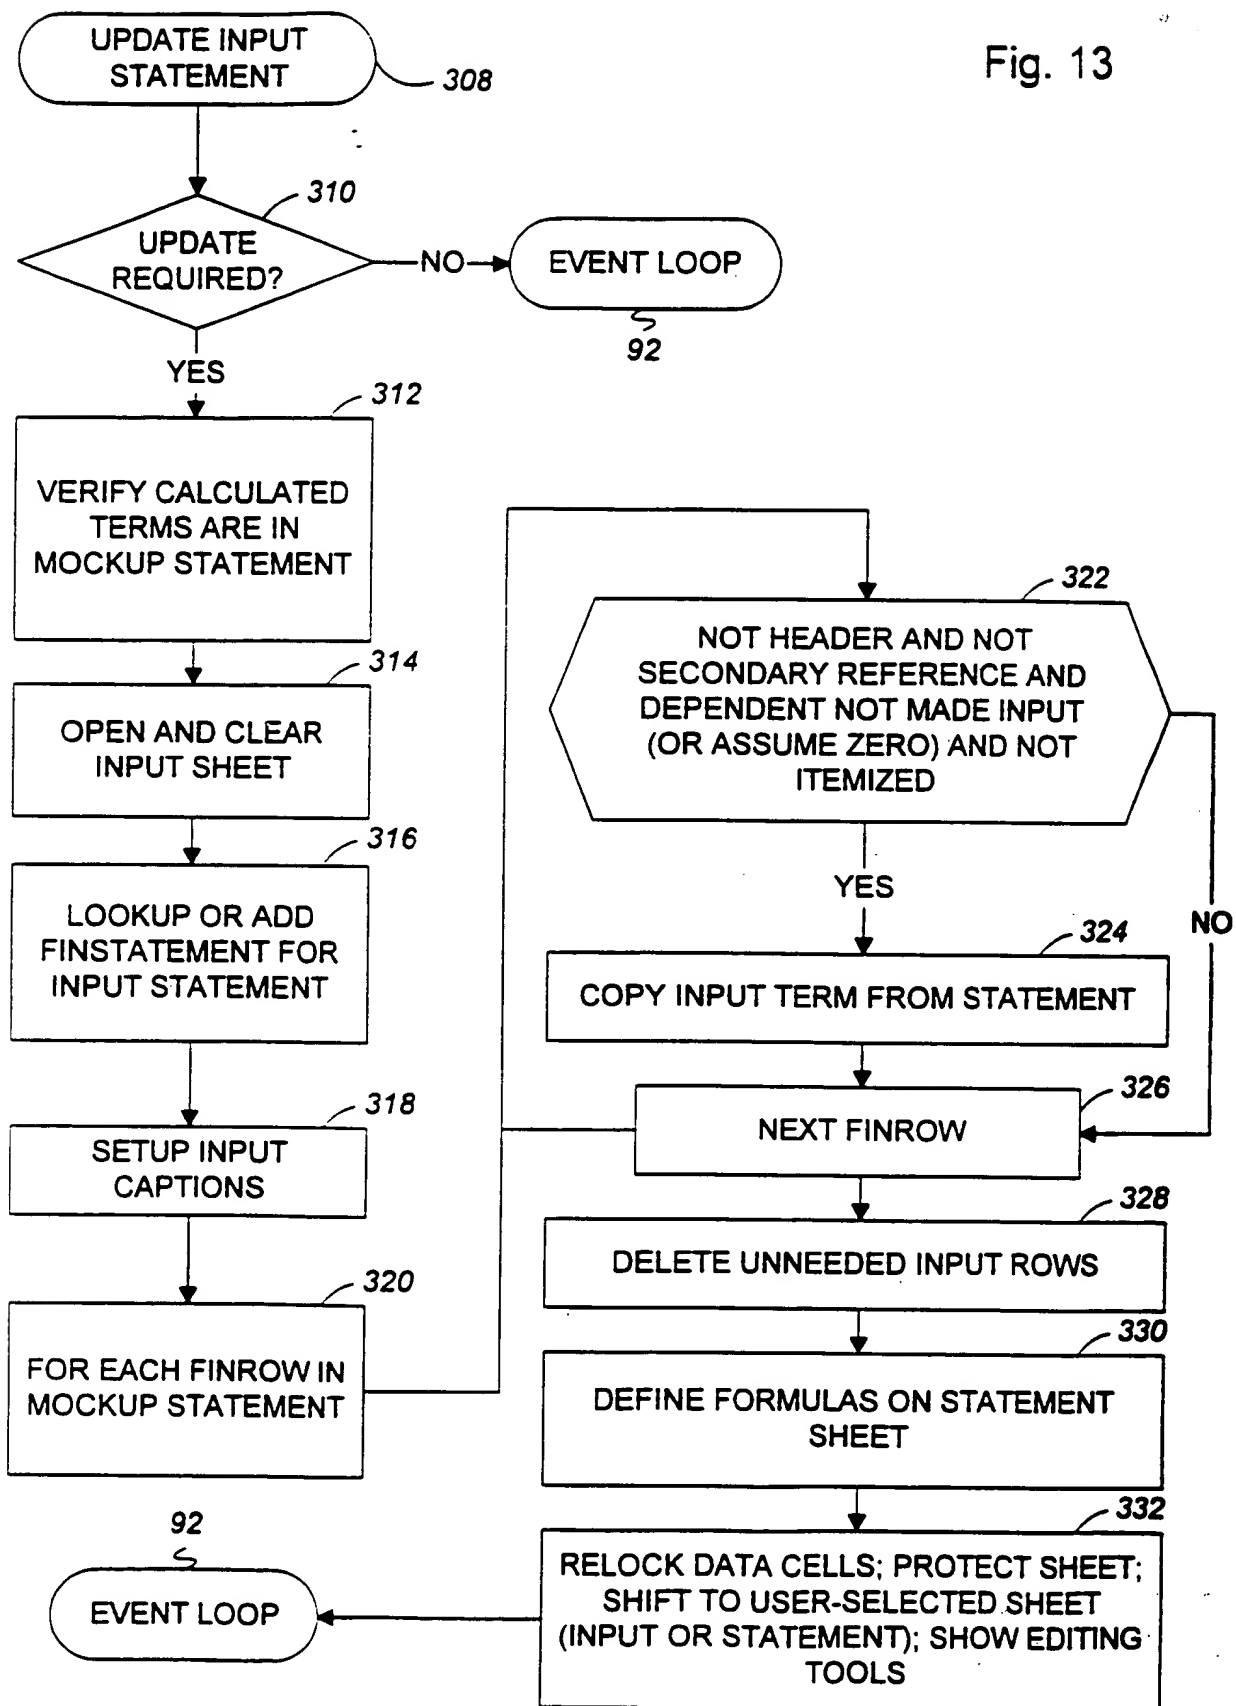 Fig. 13
UPDATE INPUT
STATEMENT
308
310
UPDATE
REQUIRED?
NO
EVENT LOOP
92
YES
312
VERIFY CALCULATED
TERMS ARE IN
MOCKUP STATEMENT
314
OPEN AND CLEAR
INPUT SHEET
316
LOOKUP OR ADD
FINSTATEMENT FOR
INPUT STATEMENT
318
SETUP INPUT
CAPTIONS
320
FOR EACH FINROW IN
MOCKUP STATEMENT
322
NOT HEADER AND NOT
SECONDARY REFERENCE AND
DEPENDENT NOT MADE INPUT
(OR ASSUME ZERO) AND NOT
ITEMIZED
YES
NO
324
COPY INPUT TERM FROM STATEMENT
326
NEXT FINROW
328
DELETE UNNEEDED INPUT ROWS
330
DEFINE FORMULAS ON STATEMENT
SHEET
332
RELOCK DATA CELLS; PROTECT SHEET;
SHIFT TO USER-SELECTED SHEET
(INPUT OR STATEMENT); SHOW EDITING
TOOLS
92
EVENT LOOP